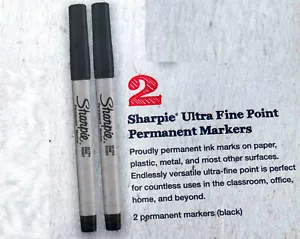 2
Sharpie® Ultra Fine Point
Permanent Markers
Proudly permanent ink marks on paper,
plastic, metal, and most other surfaces.
Endlessly versatile ultra-fine point is perfect
for countless uses in the classroom, office,
home, and beyond.
2 permanent markers (black)
Sharpie
Sharpie